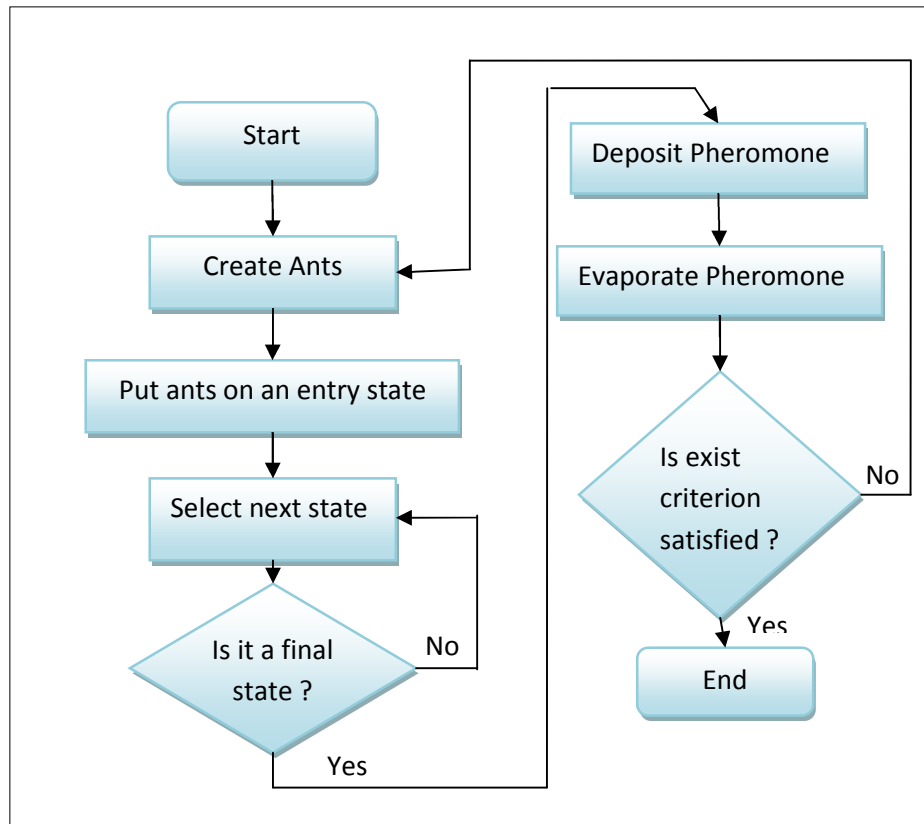 Start
Create Ants
Put ants on an entry state
Select next state
Is it a final
state ?
No
Yes
Deposit Pheromone
Evaporate Pheromone
Is exist
criterion
satisfied ?
No
Yes
End